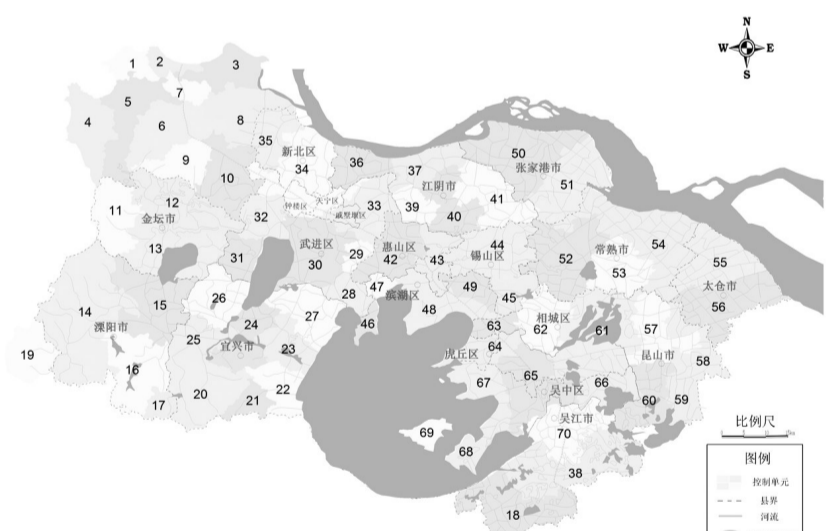 N
W E
S
1 2 3
7
5
4 6 8
35
新北区
9 34 36 37 50
张家港市
10 51
江阴市
11 12 32 钟楼区 天宁区 戚墅堰区 33 39 40 41
金坛市
13 31 武进区 29 惠山区 44 常熟市 54
30 42 43 锡山区 52 53 55
太仓市
26 28 47 滨湖区 49 45 56
14 15 27 46 48 相城区
溧阳市
24 63 62 61 57
25 宜兴市 23 64 虎丘区 昆山市 58
19 16 65 吴中区 66
20 21 22 67 60 59
17 吴江市
69 70 比例尺
68
38 图例
控制单元
县界
18 河流